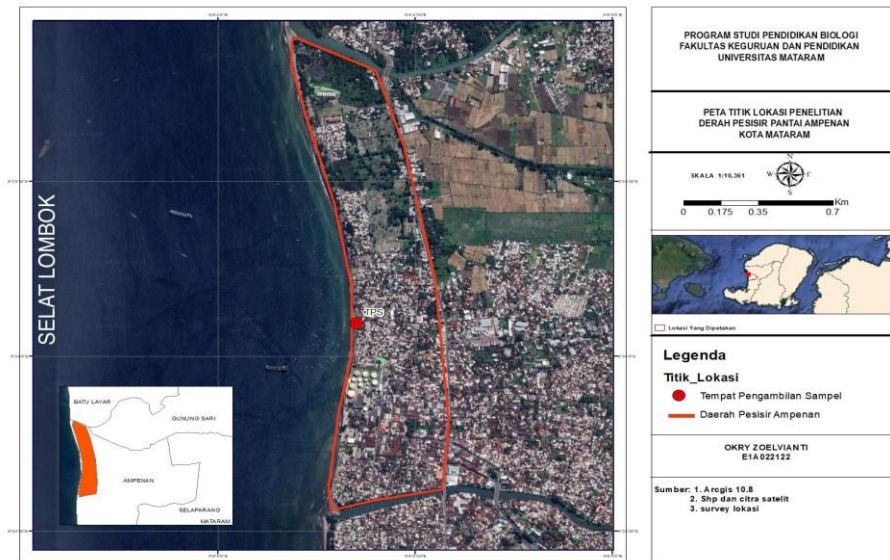 PROGRAM STUDI PENDIDIKAN BIOLOGI
FAKULTAS KEGURUAN DAN PENDIDIKAN
UNIVERSITAS MATARAM
PETA TITIK LOKASI PENELITIAN
DERAH PESISIR PANTAI AMPENAN
KOTA MATARAM
SKALA 1:10,361
N
W E
S
Km
0 0.175 0.35 0.7
Lokasi Yang Dipetakan
Legenda
Titik_Lokasi
Tempat Pengambilan Sampel
Daerah Pesisir Ampenan
OKRY ZOELVIANTI
E1A022122
Sumber: 1. Arcgis 10.8
2. Shp dan citra satelit
3. survey lokasi
SELAT LOMBOK
TPS
BATU LAYAR
GUNUNG SARI
AMPENAN
SELAPARANG
MATARAM